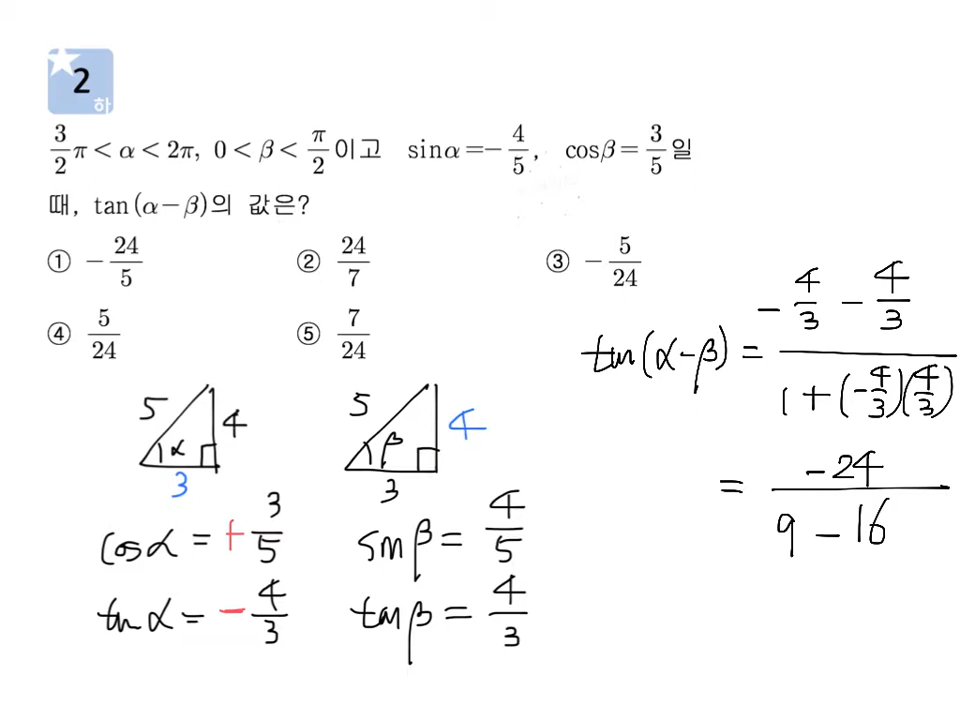 2
하
3/2 π < α < 2π, 0 < β < π/2 이고 sinα = -4/5, cosβ = 3/5 일
때, tan(α-β)의 값은?
① -24/5 ② 24/7 ③ -5/24
④ 5/24 ⑤ 7/24
tan(α-β) = (-4/3 - 4/3) / (1 + (-4/3)(4/3))
= -24 / (9 - 16)
5 4 α 3
5 4 β 3
cosα = +3/5 sinβ = 4/5
tanα = -4/3 tanβ = 4/3